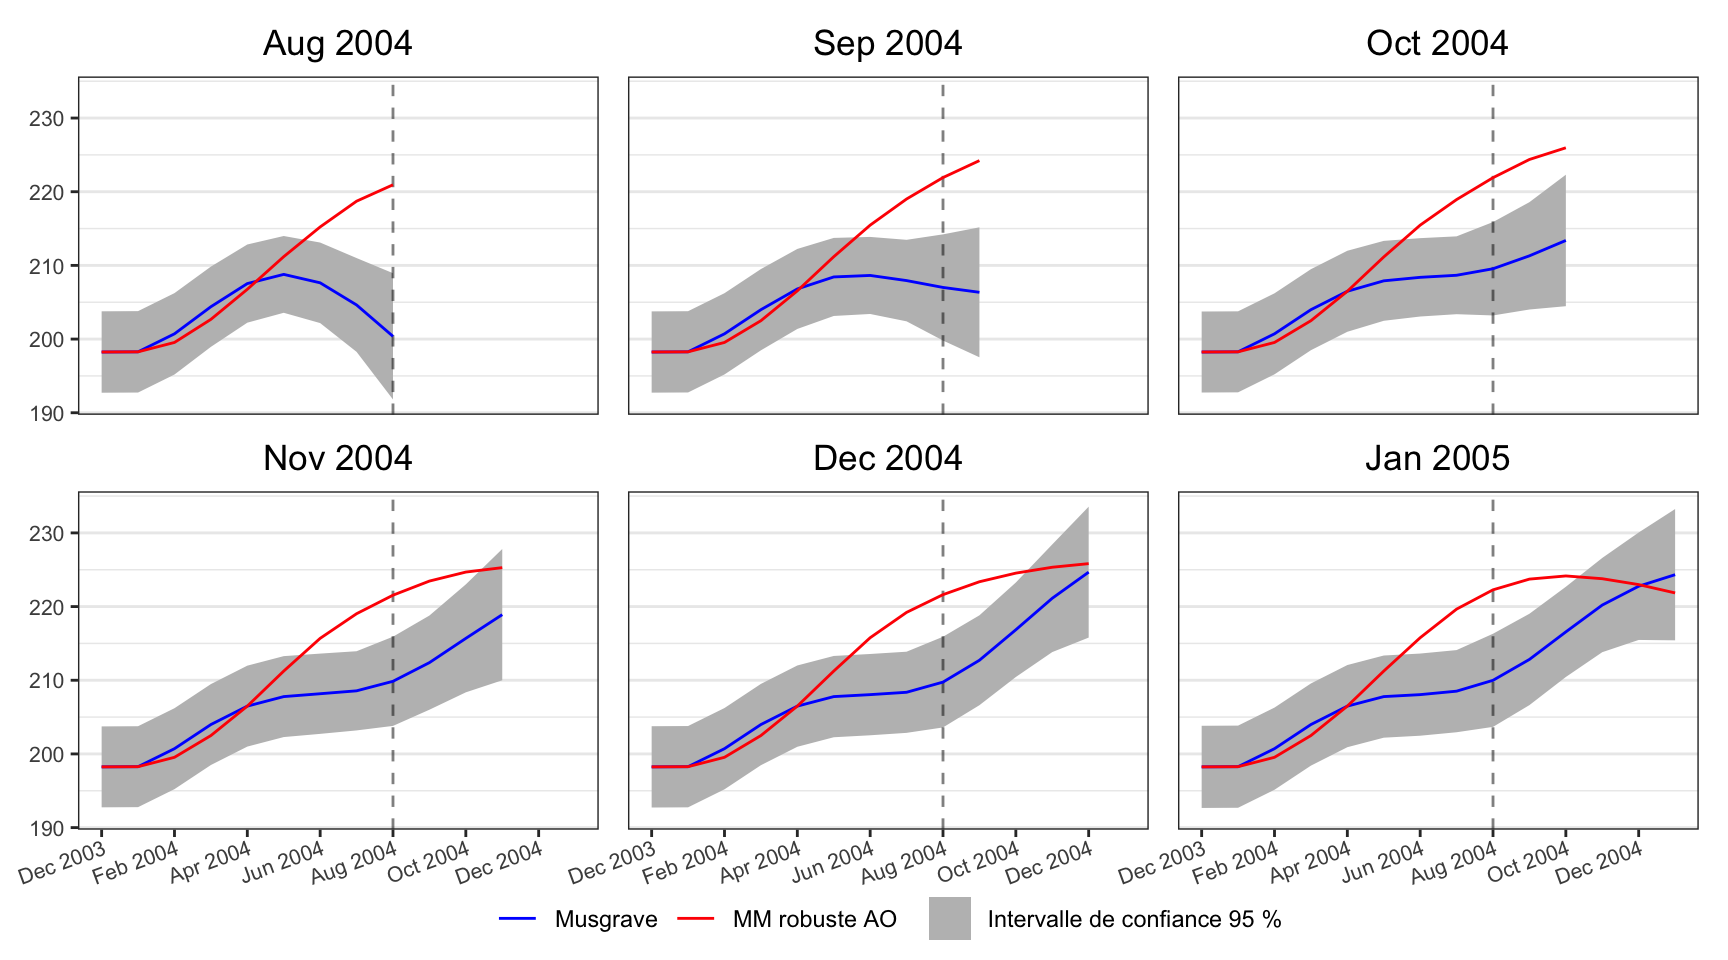 Aug 2004
Sep 2004
Oct 2004
230
220
210
200
190
Nov 2004
Dec 2004
Jan 2005
230
220
210
200
190
Dec 2003
Feb 2004
Apr 2004
Jun 2004
Aug 2004
Oct 2004
Dec 2004
Dec 2003
Feb 2004
Apr 2004
Jun 2004
Aug 2004
Oct 2004
Dec 2004
Dec 2003
Feb 2004
Apr 2004
Jun 2004
Aug 2004
Oct 2004
Dec 2004
Musgrave
MM robuste AO
Intervalle de confiance 95 %